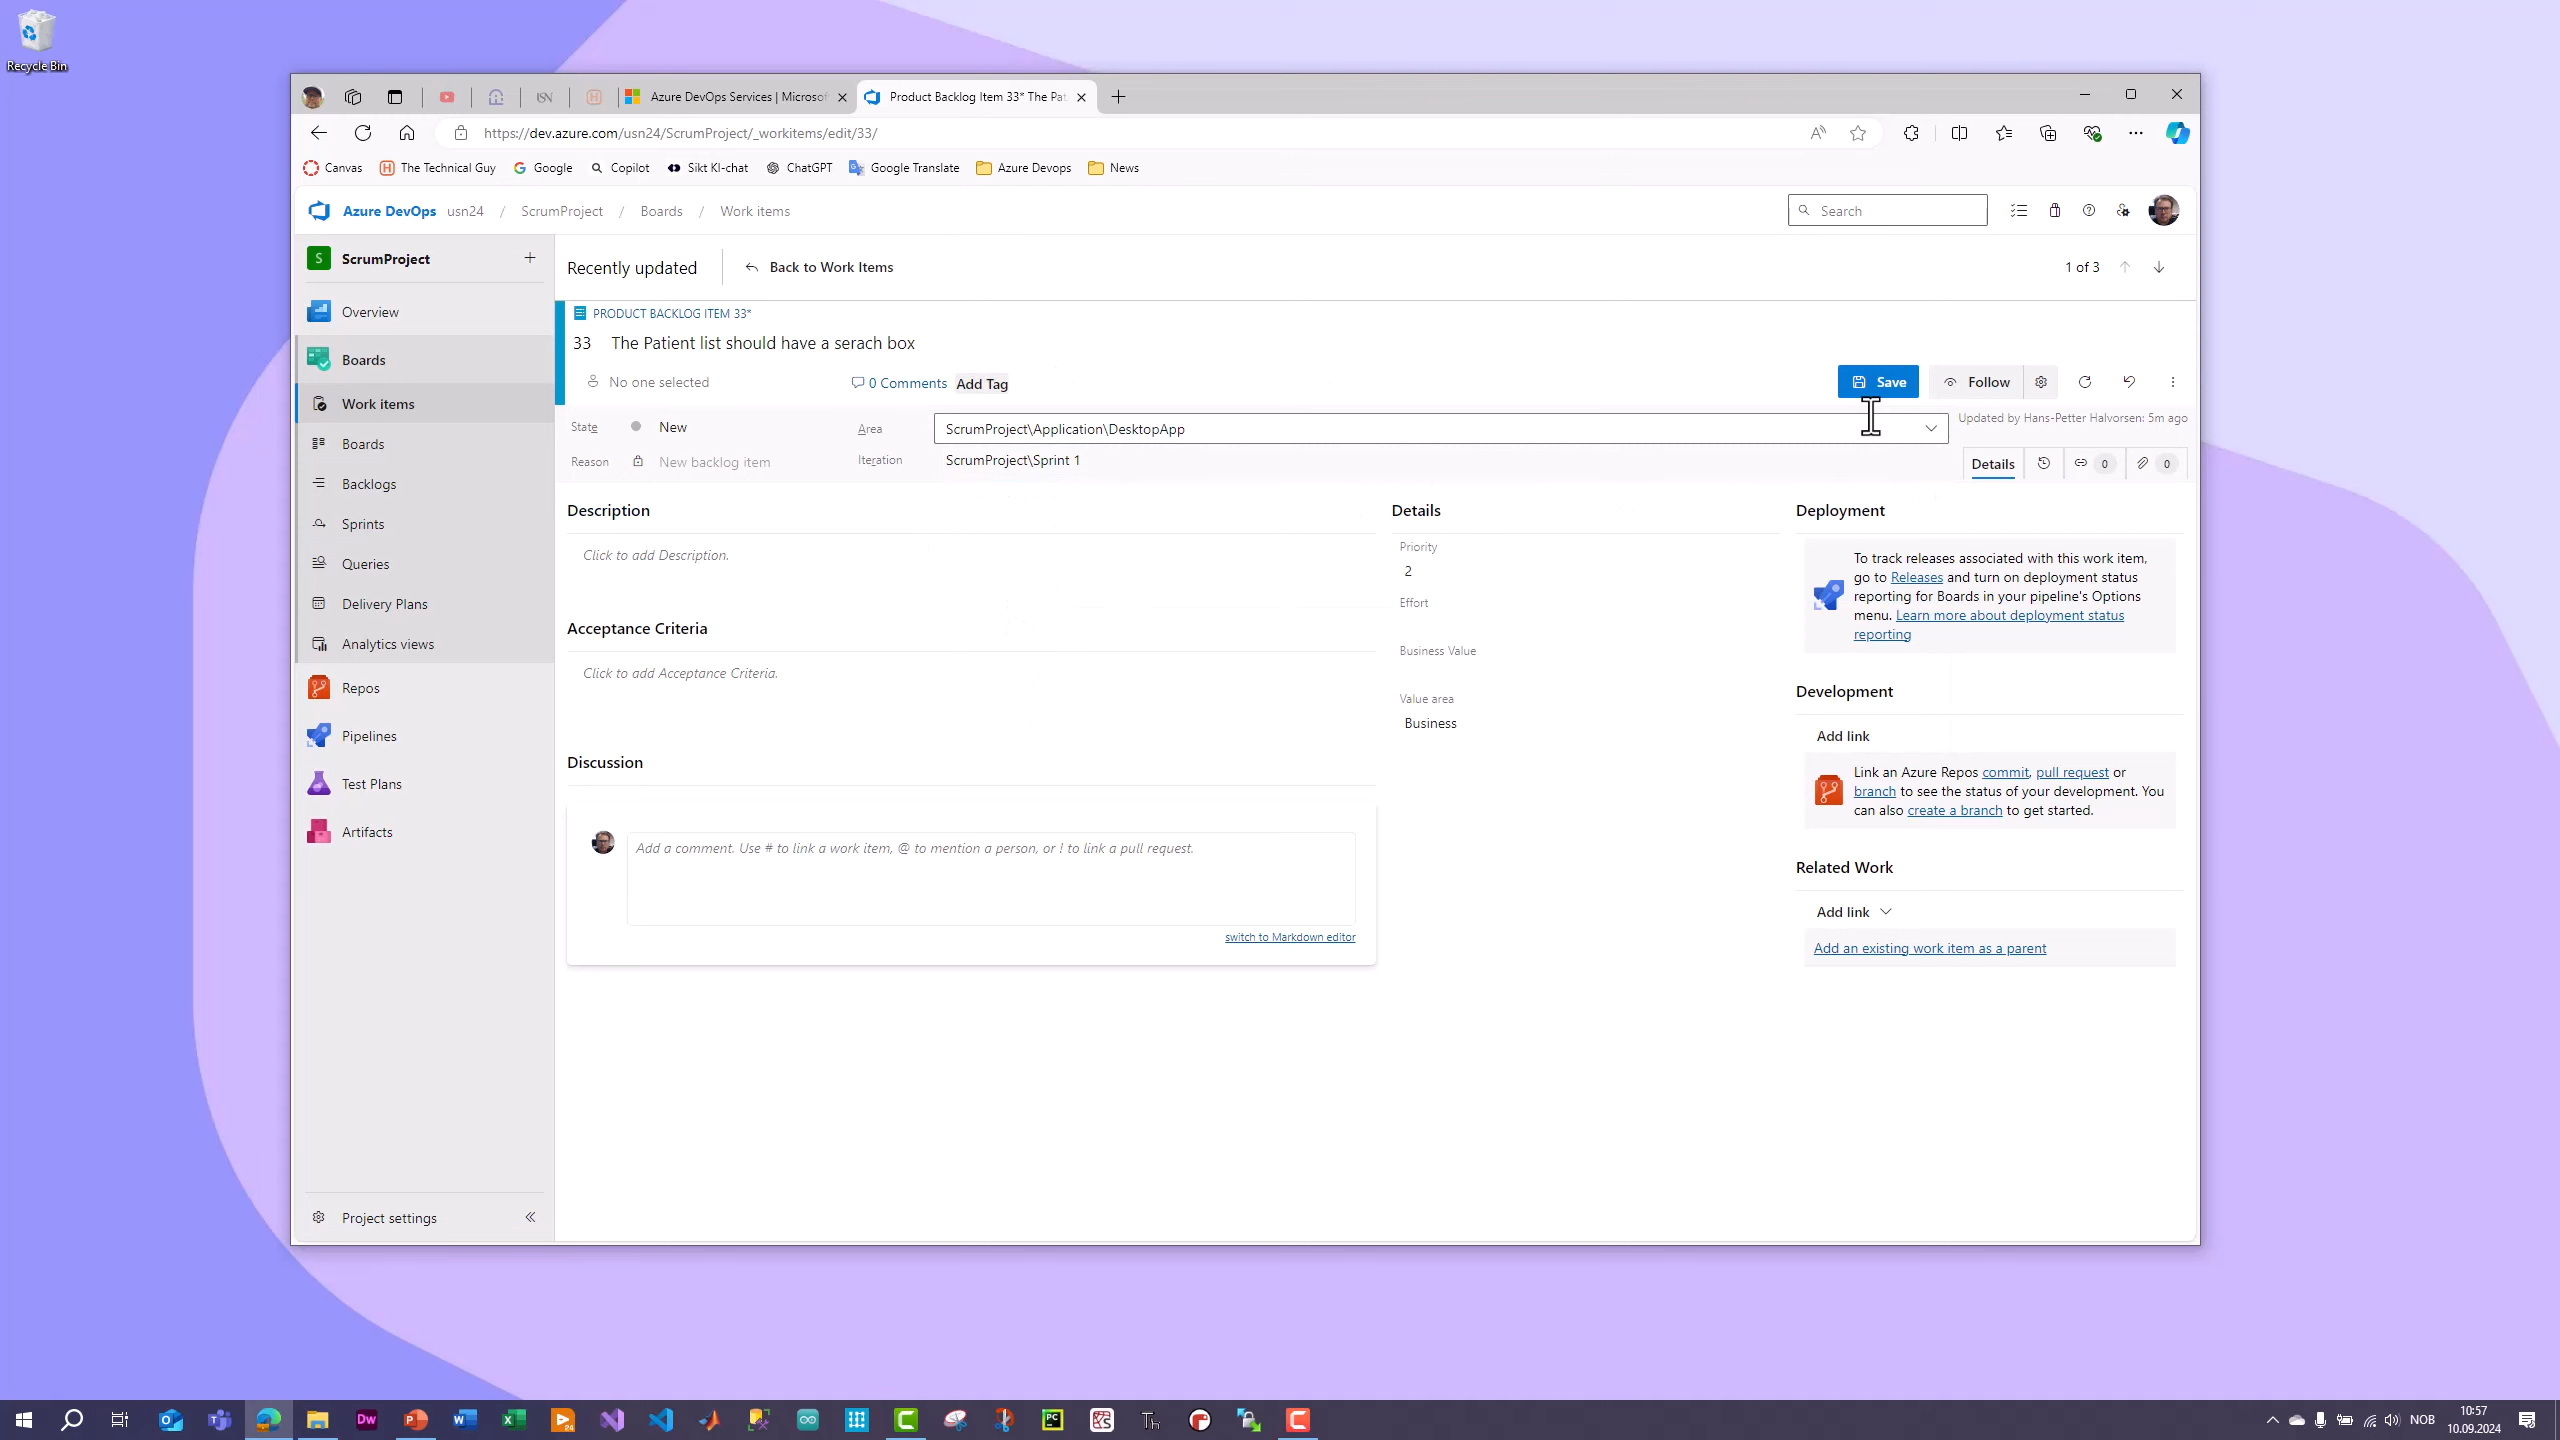 Recycle Bin
Azure DevOps Services | Microsof
Product Backlog Item 33* The Pat
https://dev.azure.com/usn24/ScrumProject/_workitems/edit/33/
Canvas
The Technical Guy
Google
Copilot
Sikt KI-chat
ChatGPT
Google Translate
Azure Devops
News
Azure DevOps usn24 / ScrumProject / Boards / Work items
Search
S ScrumProject
Overview
Boards
Work items
Boards
Backlogs
Sprints
Queries
Delivery Plans
Analytics views
Repos
Pipelines
Test Plans
Artifacts
Project settings
Recently updated
Back to Work Items
1 of 3
PRODUCT BACKLOG ITEM 33*
33 The Patient list should have a serach box
No one selected
0 Comments
Add Tag
Save
Follow
State New
Area ScrumProject\Application\DesktopApp
Updated by Hans-Petter Halvorsen: 5m ago
Reason New backlog item
Iteration ScrumProject\Sprint 1
Details
0
0
Description
Click to add Description.
Acceptance Criteria
Click to add Acceptance Criteria.
Discussion
Add a comment. Use # to link a work item, @ to mention a person, or ! to link a pull request.
switch to Markdown editor
Details
Priority
2
Effort
Business Value
Value area
Business
Deployment
To track releases associated with this work item,
go to Releases and turn on deployment status
reporting for Boards in your pipeline's Options
menu. Learn more about deployment status
reporting
Development
Add link
Link an Azure Repos commit, pull request or
branch to see the status of your development. You
can also create a branch to get started.
Related Work
Add link
Add an existing work item as a parent
NOB
10:57
10.09.2024